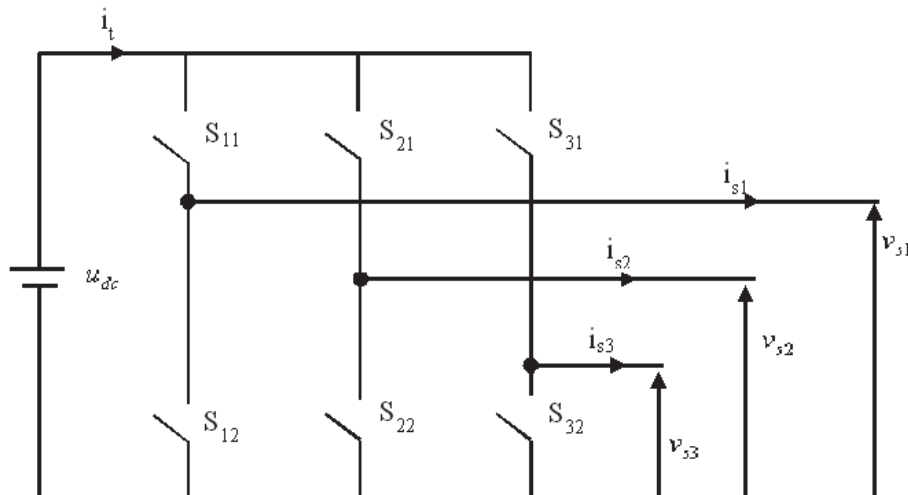 i_t
S_11
S_21
S_31
i_s1
v_s1
i_s2
u_dc
v_s2
i_s3
S_12
S_22
S_32
v_s3